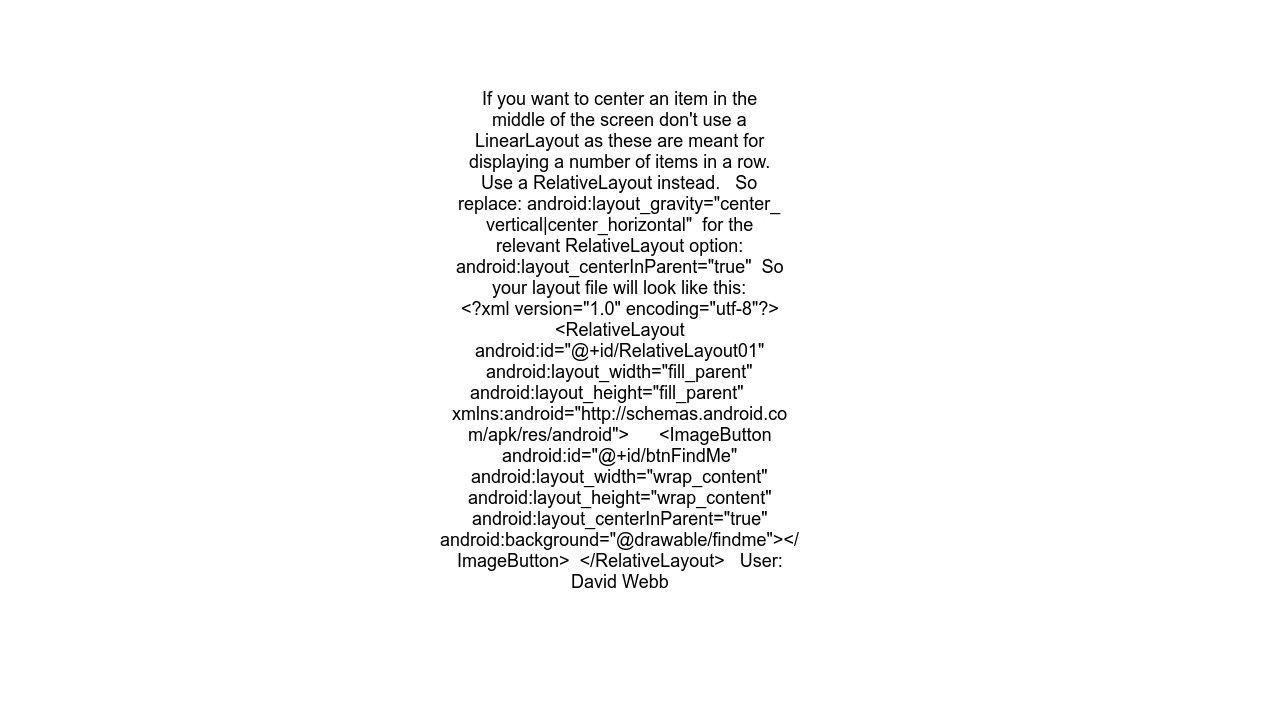 If you want to center an item in the
middle of the screen don't use a
LinearLayout as these are meant for
displaying a number of items in a row.
Use a RelativeLayout instead.   So
replace: android:layout_gravity="center_
vertical|center_horizontal"  for the
relevant RelativeLayout option:
android:layout_centerInParent="true"  So
your layout file will look like this:
<?xml version="1.0" encoding="utf-8"?>
<RelativeLayout
android:id="@+id/RelativeLayout01"
android:layout_width="fill_parent"
android:layout_height="fill_parent"
xmlns:android="http://schemas.android.co
m/apk/res/android">      <ImageButton
android:id="@+id/btnFindMe"
android:layout_width="wrap_content"
android:layout_height="wrap_content"
android:layout_centerInParent="true"
android:background="@drawable/findme"></
ImageButton>  </RelativeLayout>   User:
David Webb